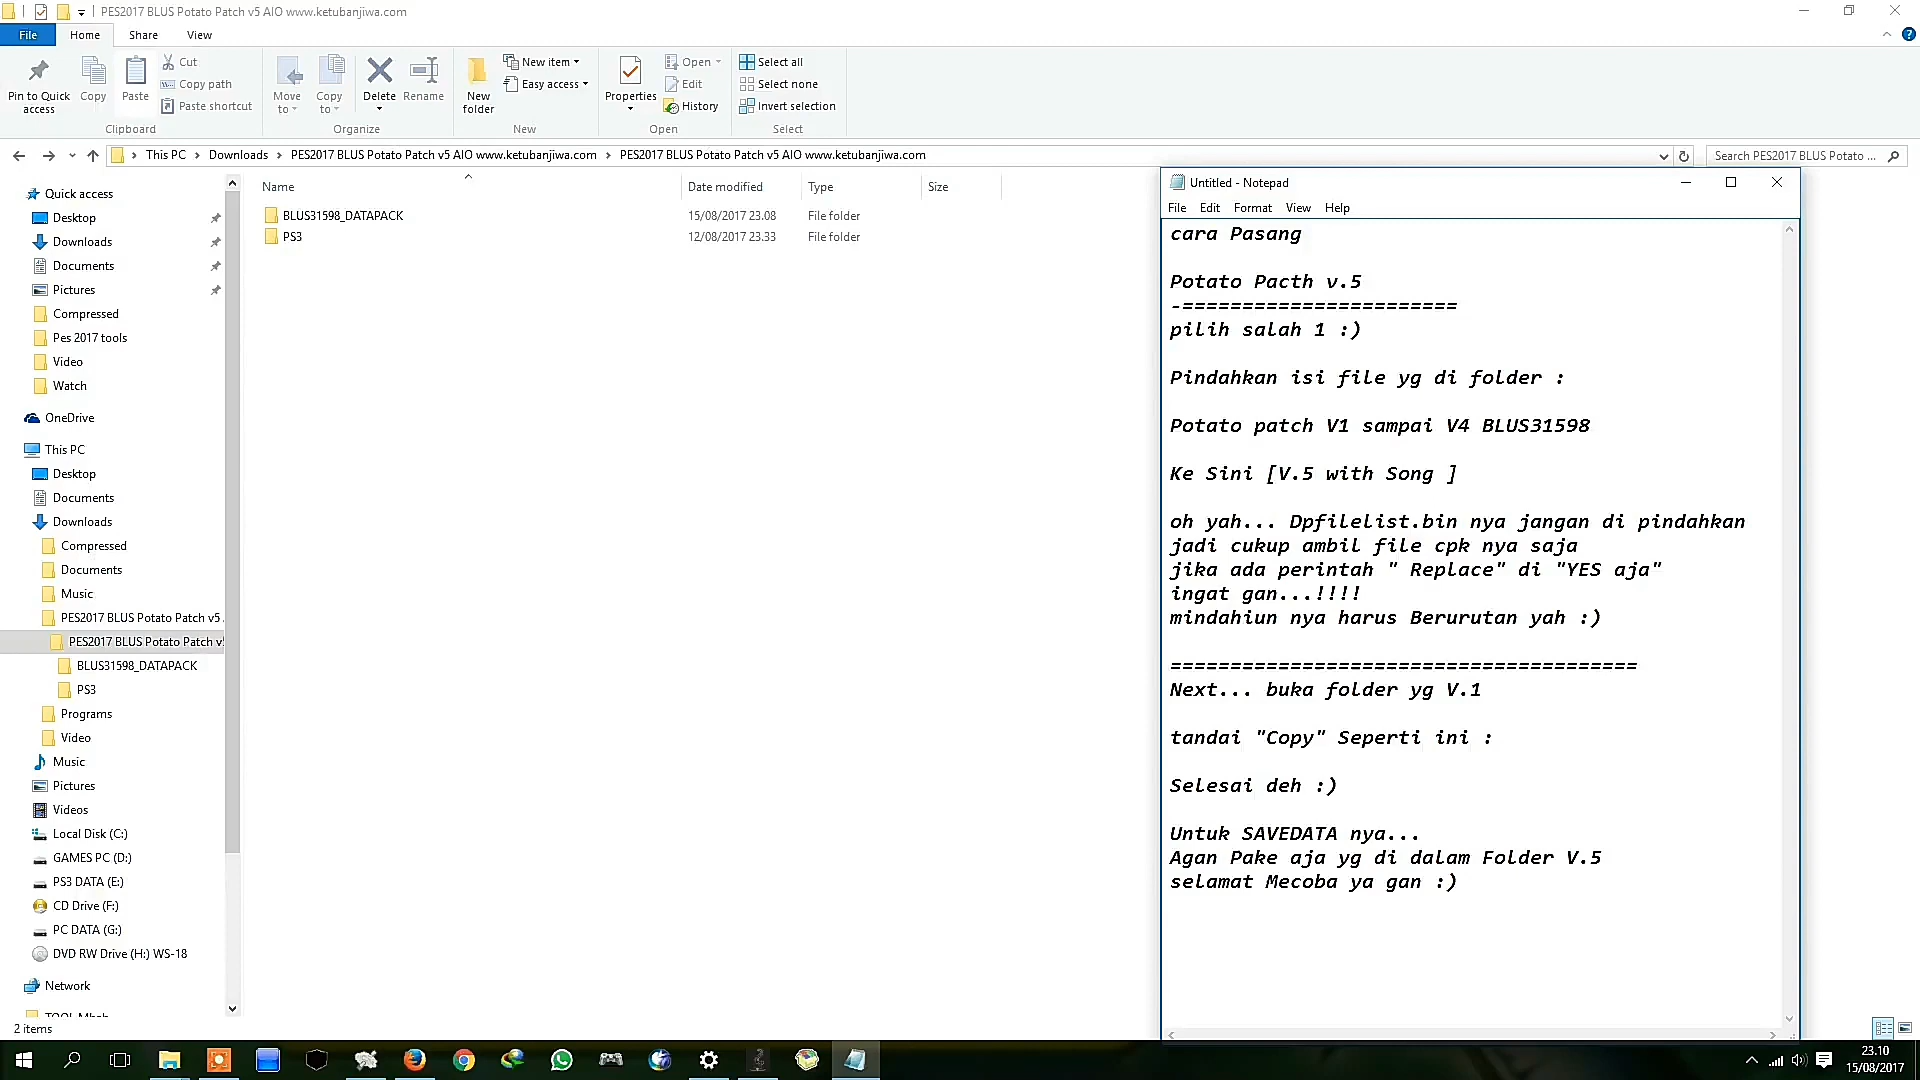 PES2017 BLUS Potato Patch v5 AIO www.ketubanjiwa.com
File Home Share View
Pin to Quick access
Copy
Paste
Cut
Copy path
Paste shortcut
Clipboard
Move to
Copy to
Delete
Rename
Organize
New folder
New item
Easy access
New
Properties
Open
Edit
History
Open
Select all
Select none
Invert selection
Select
This PC > Downloads > PES2017 BLUS Potato Patch v5 AIO www.ketubanjiwa.com > PES2017 BLUS Potato Patch v5 AIO www.ketubanjiwa.com
Search PES2017 BLUS Potato ...
Quick access
Desktop
Downloads
Documents
Pictures
Compressed
Pes 2017 tools
Video
Watch
OneDrive
This PC
Desktop
Documents
Downloads
Compressed
Documents
Music
PES2017 BLUS Potato Patch v5
PES2017 BLUS Potato Patch v
BLUS31598_DATAPACK
PS3
Programs
Video
Music
Pictures
Videos
Local Disk (C:)
GAMES PC (D:)
PS3 DATA (E:)
CD Drive (F:)
PC DATA (G:)
DVD RW Drive (H:) WS-18
Network
2 items
Name Date modified Type Size
BLUS31598_DATAPACK 15/08/2017 23.08 File folder
PS3 12/08/2017 23.33 File folder
Untitled - Notepad
File Edit Format View Help
cara Pasang
Potato Pacth v.5
-=======================
pilih salah 1 :)
Pindahkan isi file yg di folder :
Potato patch V1 sampai V4 BLUS31598
Ke Sini [V.5 with Song ]
oh yah... Dpfilelist.bin nya jangan di pindahkan
jadi cukup ambil file cpk nya saja
jika ada perintah " Replace" di "YES aja"
ingat gan...!!!!
mindahiun nya harus Berurutan yah :)
=======================================
Next... buka folder yg V.1
tandai "Copy" Seperti ini :
Selesai deh :)
Untuk SAVEDATA nya...
Agan Pake aja yg di dalam Folder V.5
selamat Mecoba ya gan :)
23.10
15/08/2017